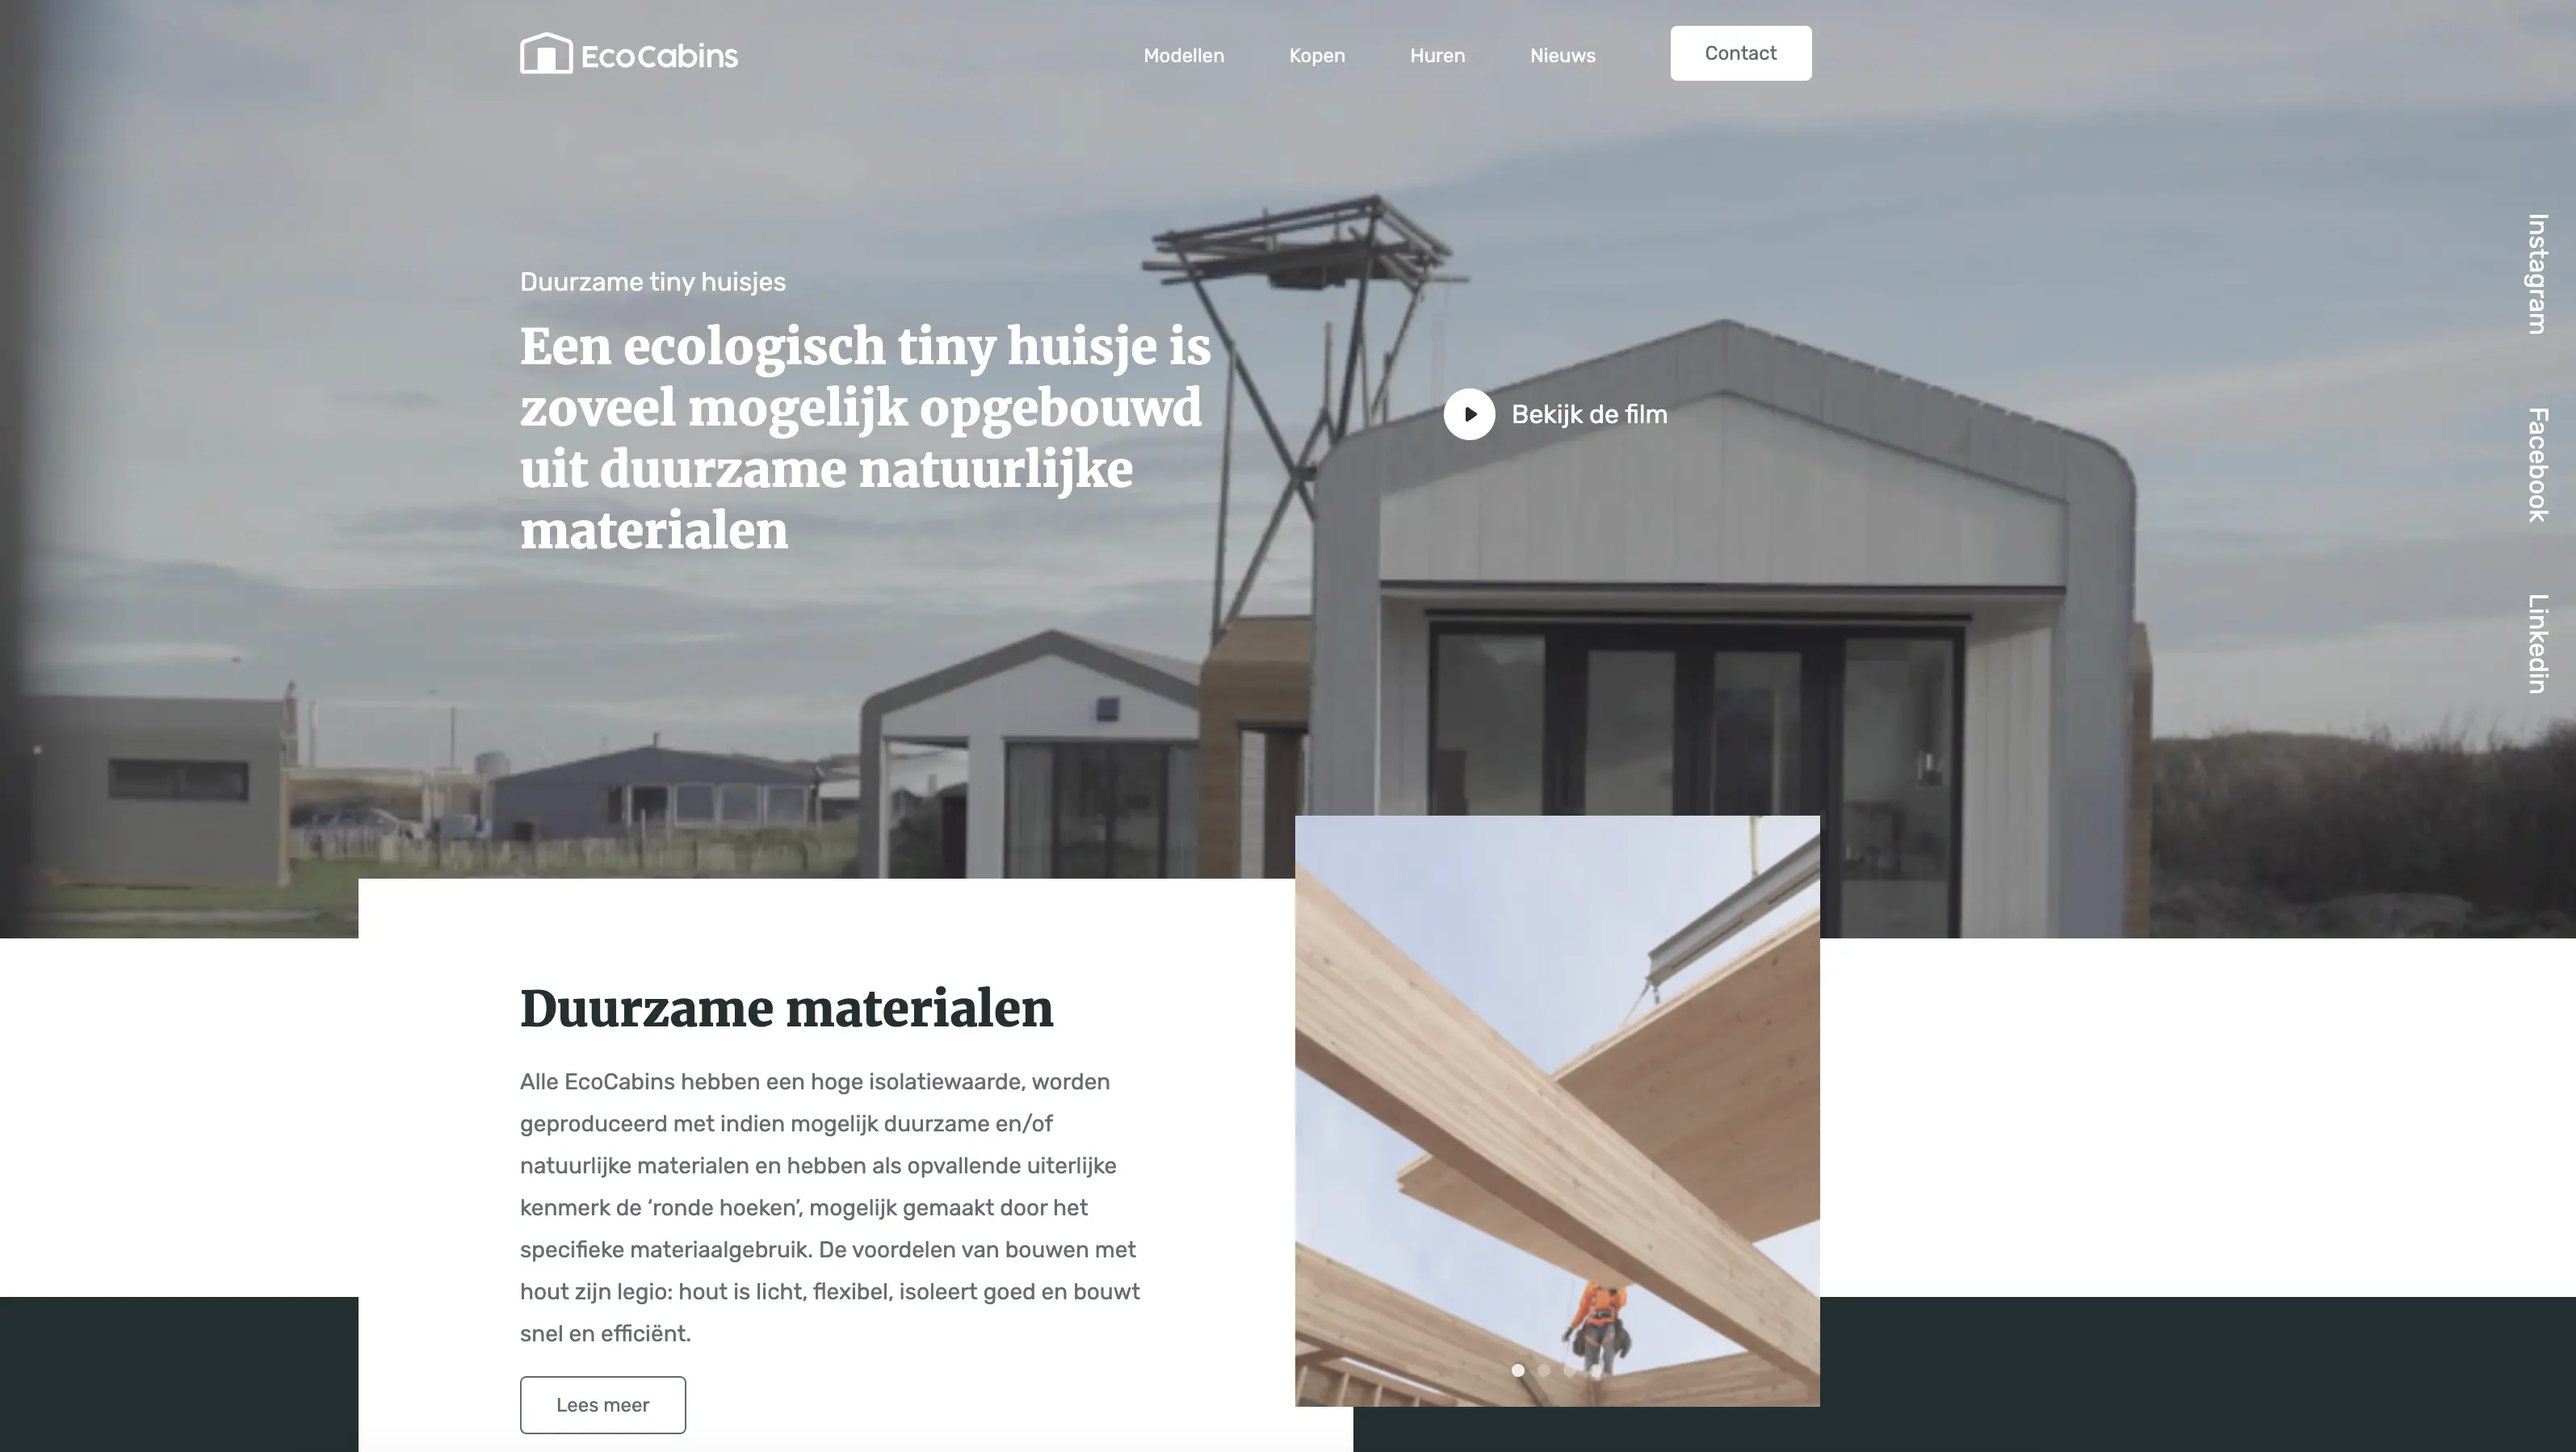 EcoCabins
Modellen
Kopen
Huren
Nieuws
Contact
Duurzame tiny huisjes
Een ecologisch tiny huisje is
zoveel mogelijk opgebouwd
uit duurzame natuurlijke
materialen
Bekijk de film
Instagram
Facebook
Linkedin
Duurzame materialen
Alle EcoCabins hebben een hoge isolatiewaarde, worden
geproduceerd met indien mogelijk duurzame en/of
natuurlijke materialen en hebben als opvallende uiterlijke
kenmerk de ‘ronde hoeken’, mogelijk gemaakt door het
specifieke materiaalgebruik. De voordelen van bouwen met
hout zijn legio: hout is licht, flexibel, isoleert goed en bouwt
snel en efficiënt.
Lees meer